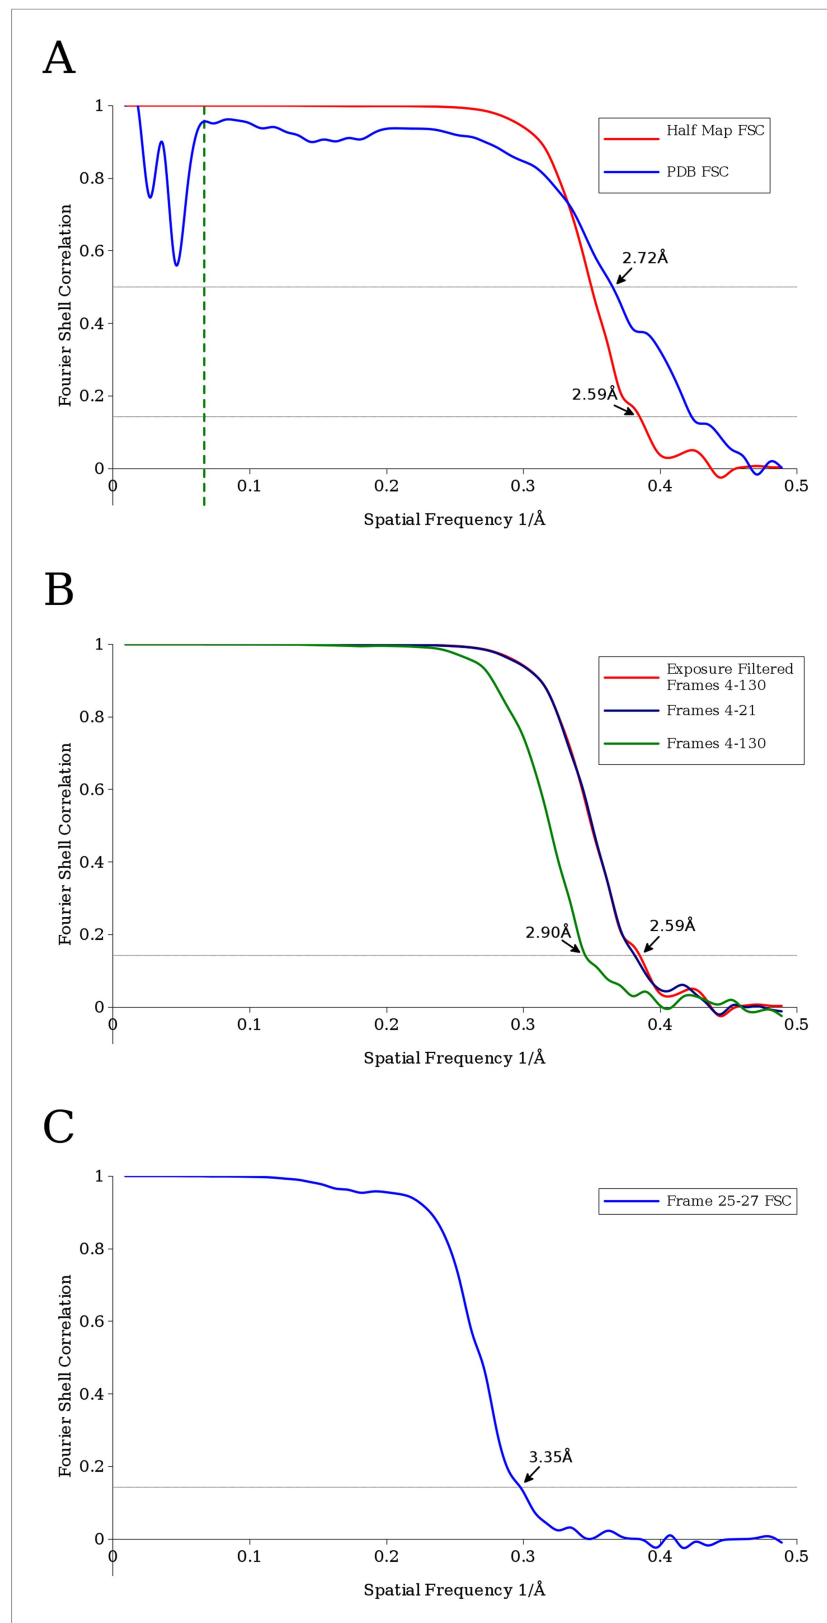 A
1
0.8
0.6
0.4
0.2
0
Fourier Shell Correlation
Half Map FSC
PDB FSC
2.72Å
2.59Å
0 0.1 0.2 0.3 0.4 0.5
Spatial Frequency 1/Å
B
1
0.8
0.6
0.4
0.2
0
Fourier Shell Correlation
Exposure Filtered
Frames 4-130
Frames 4-21
Frames 4-130
2.90Å
2.59Å
0 0.1 0.2 0.3 0.4 0.5
Spatial Frequency 1/Å
C
1
0.8
0.6
0.4
0.2
0
Fourier Shell Correlation
Frame 25-27 FSC
3.35Å
0 0.1 0.2 0.3 0.4 0.5
Spatial Frequency 1/Å